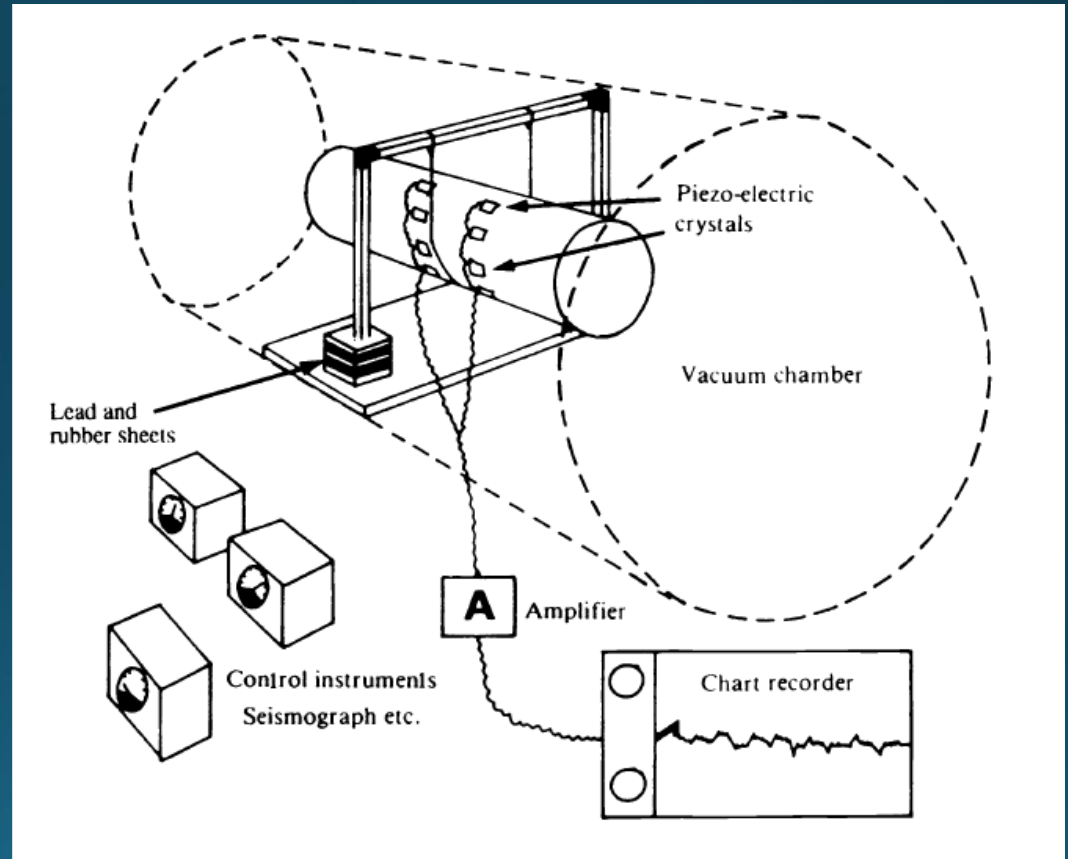 Piezo-electric
crystals
Vacuum chamber
Lead and
rubber sheets
A
Amplifier
Control instruments
Seismograph etc.
Chart recorder